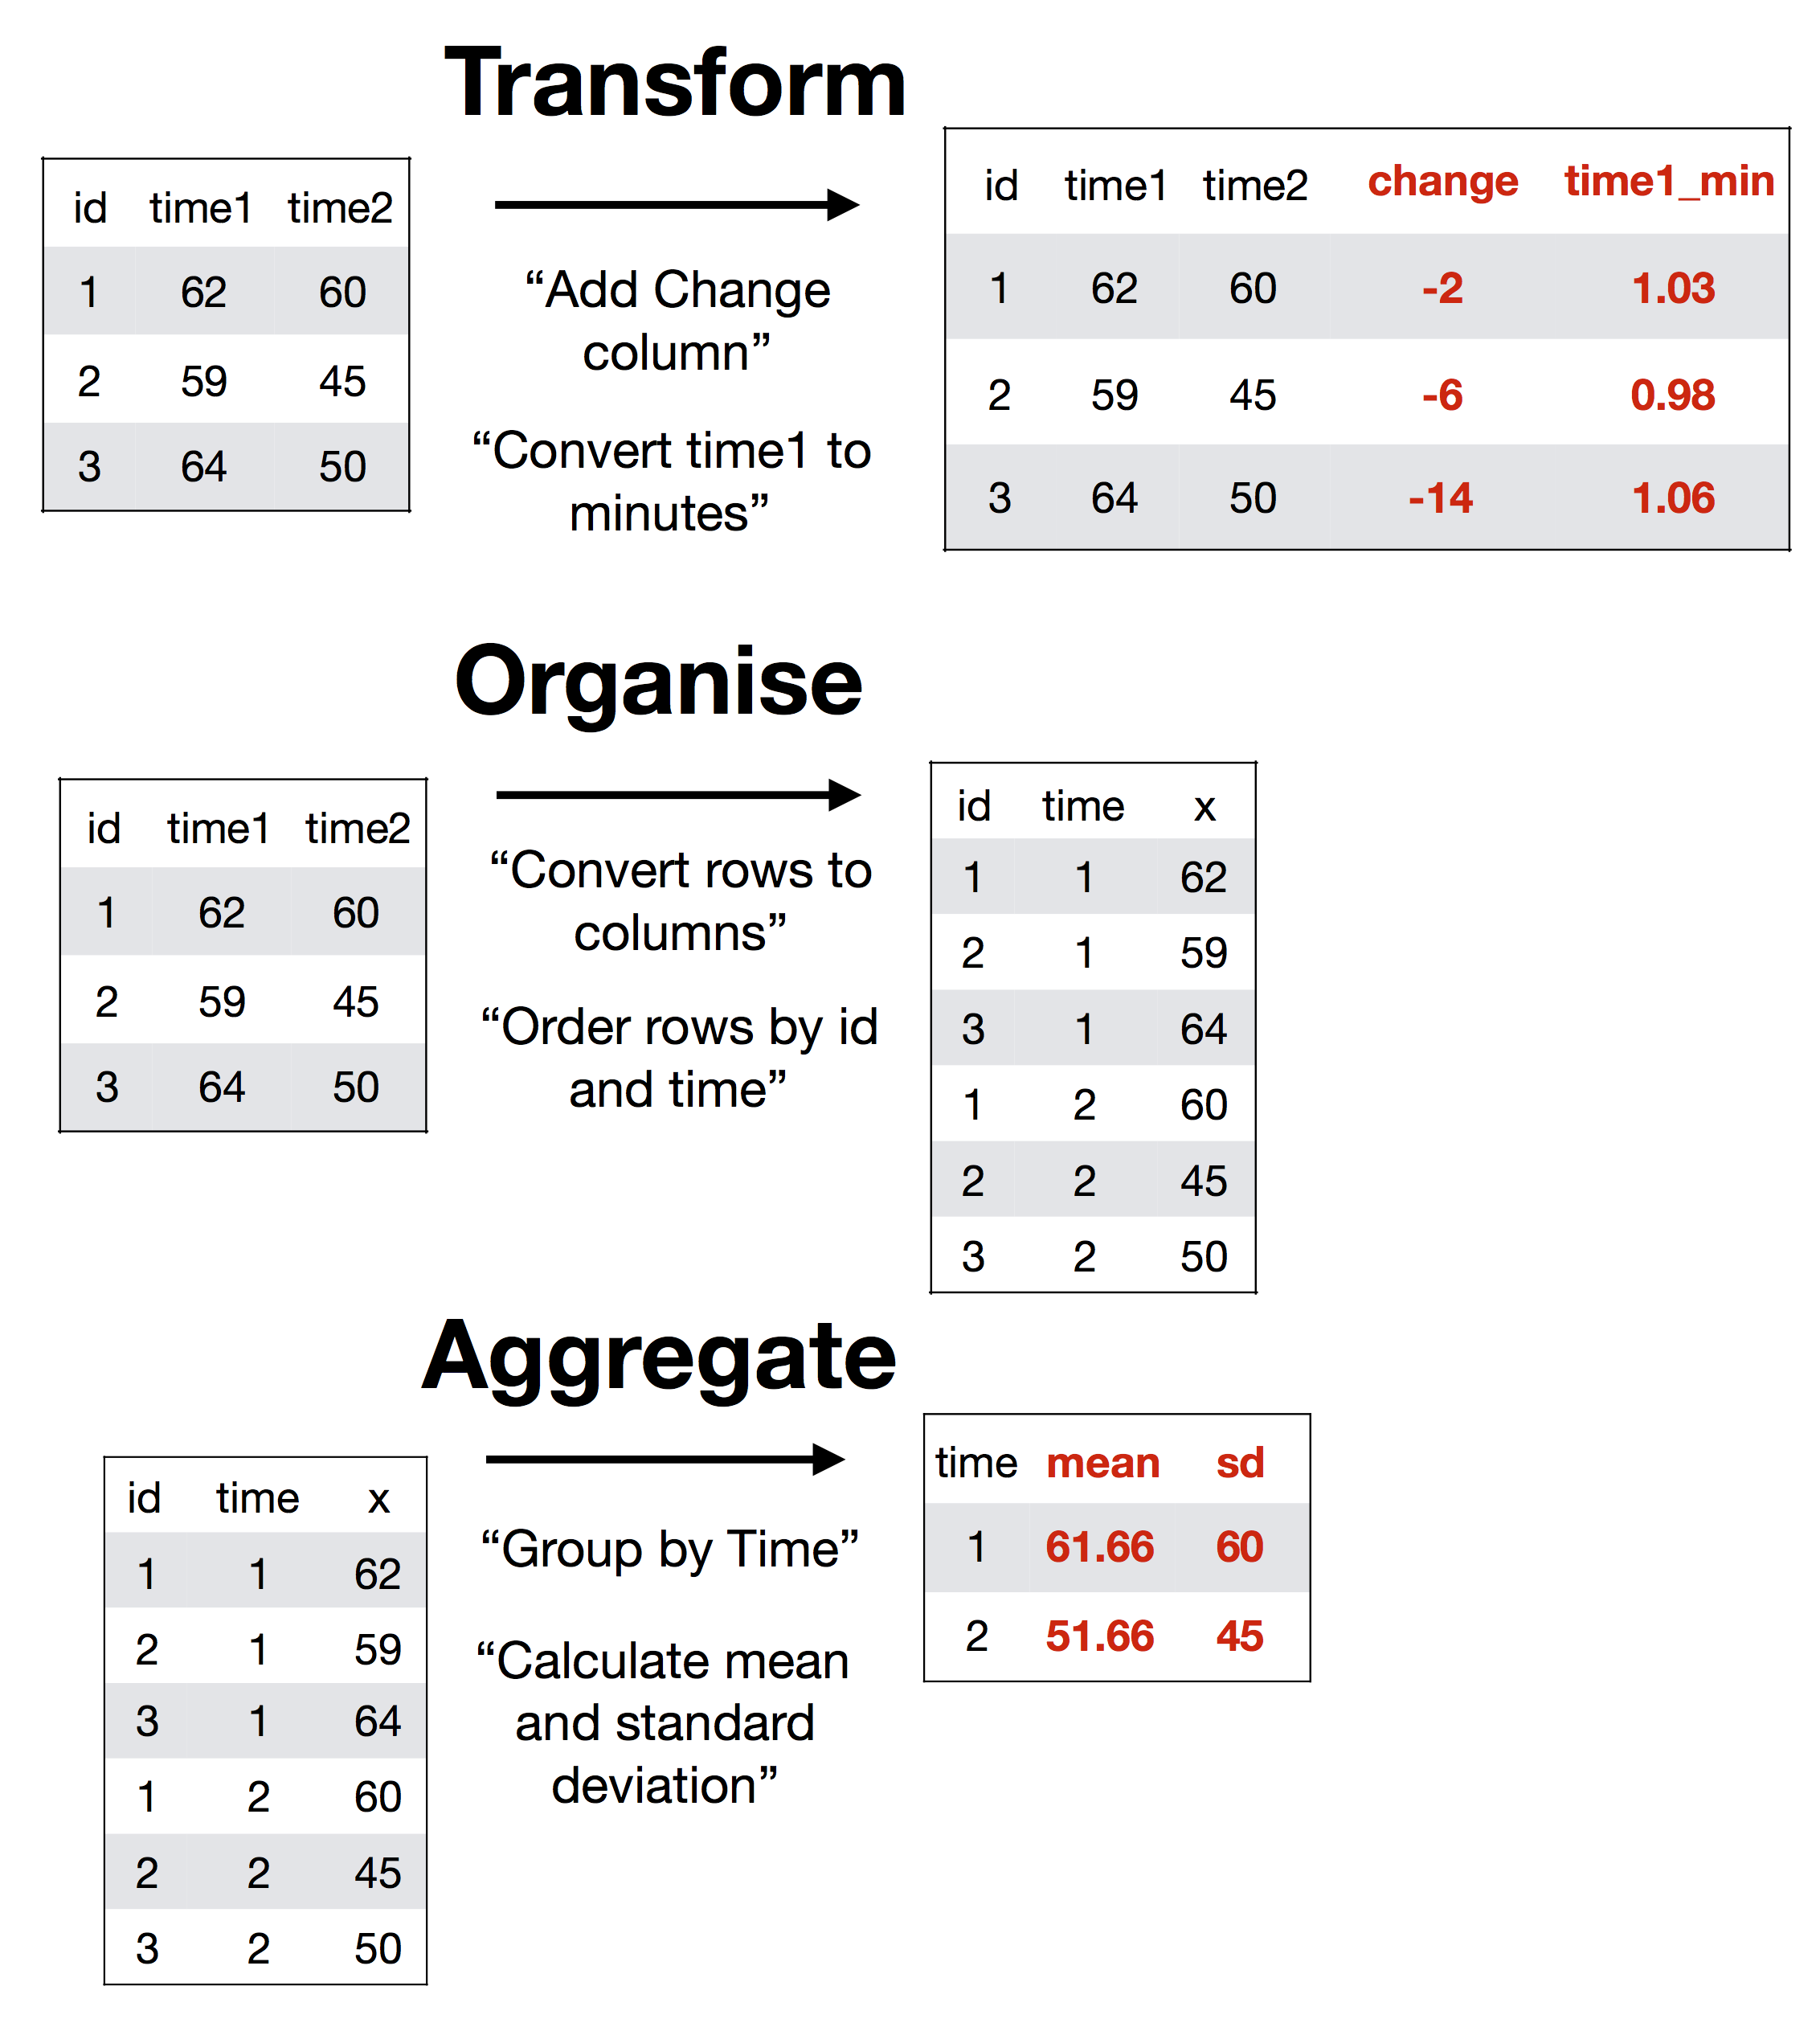 Transform
id time1 time2
1 62 60
2 59 45
3 64 50
“Add Change
column”
“Convert time1 to
minutes”
id time1 time2 change time1_min
1 62 60 -2 1.03
2 59 45 -6 0.98
3 64 50 -14 1.06
Organise
id time1 time2
1 62 60
2 59 45
3 64 50
“Convert rows to
columns”
“Order rows by id
and time”
id time x
1 1 62
2 1 59
3 1 64
1 2 60
2 2 45
3 2 50
Aggregate
id time x
1 1 62
2 1 59
3 1 64
1 2 60
2 2 45
3 2 50
“Group by Time”
“Calculate mean
and standard
deviation”
time mean sd
1 61.66 60
2 51.66 45